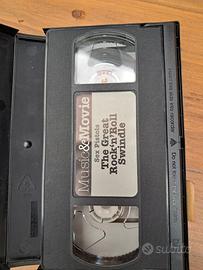 Music&Movie
Sex Pistols
The Great
Rock'n'Roll
Swindle
subito